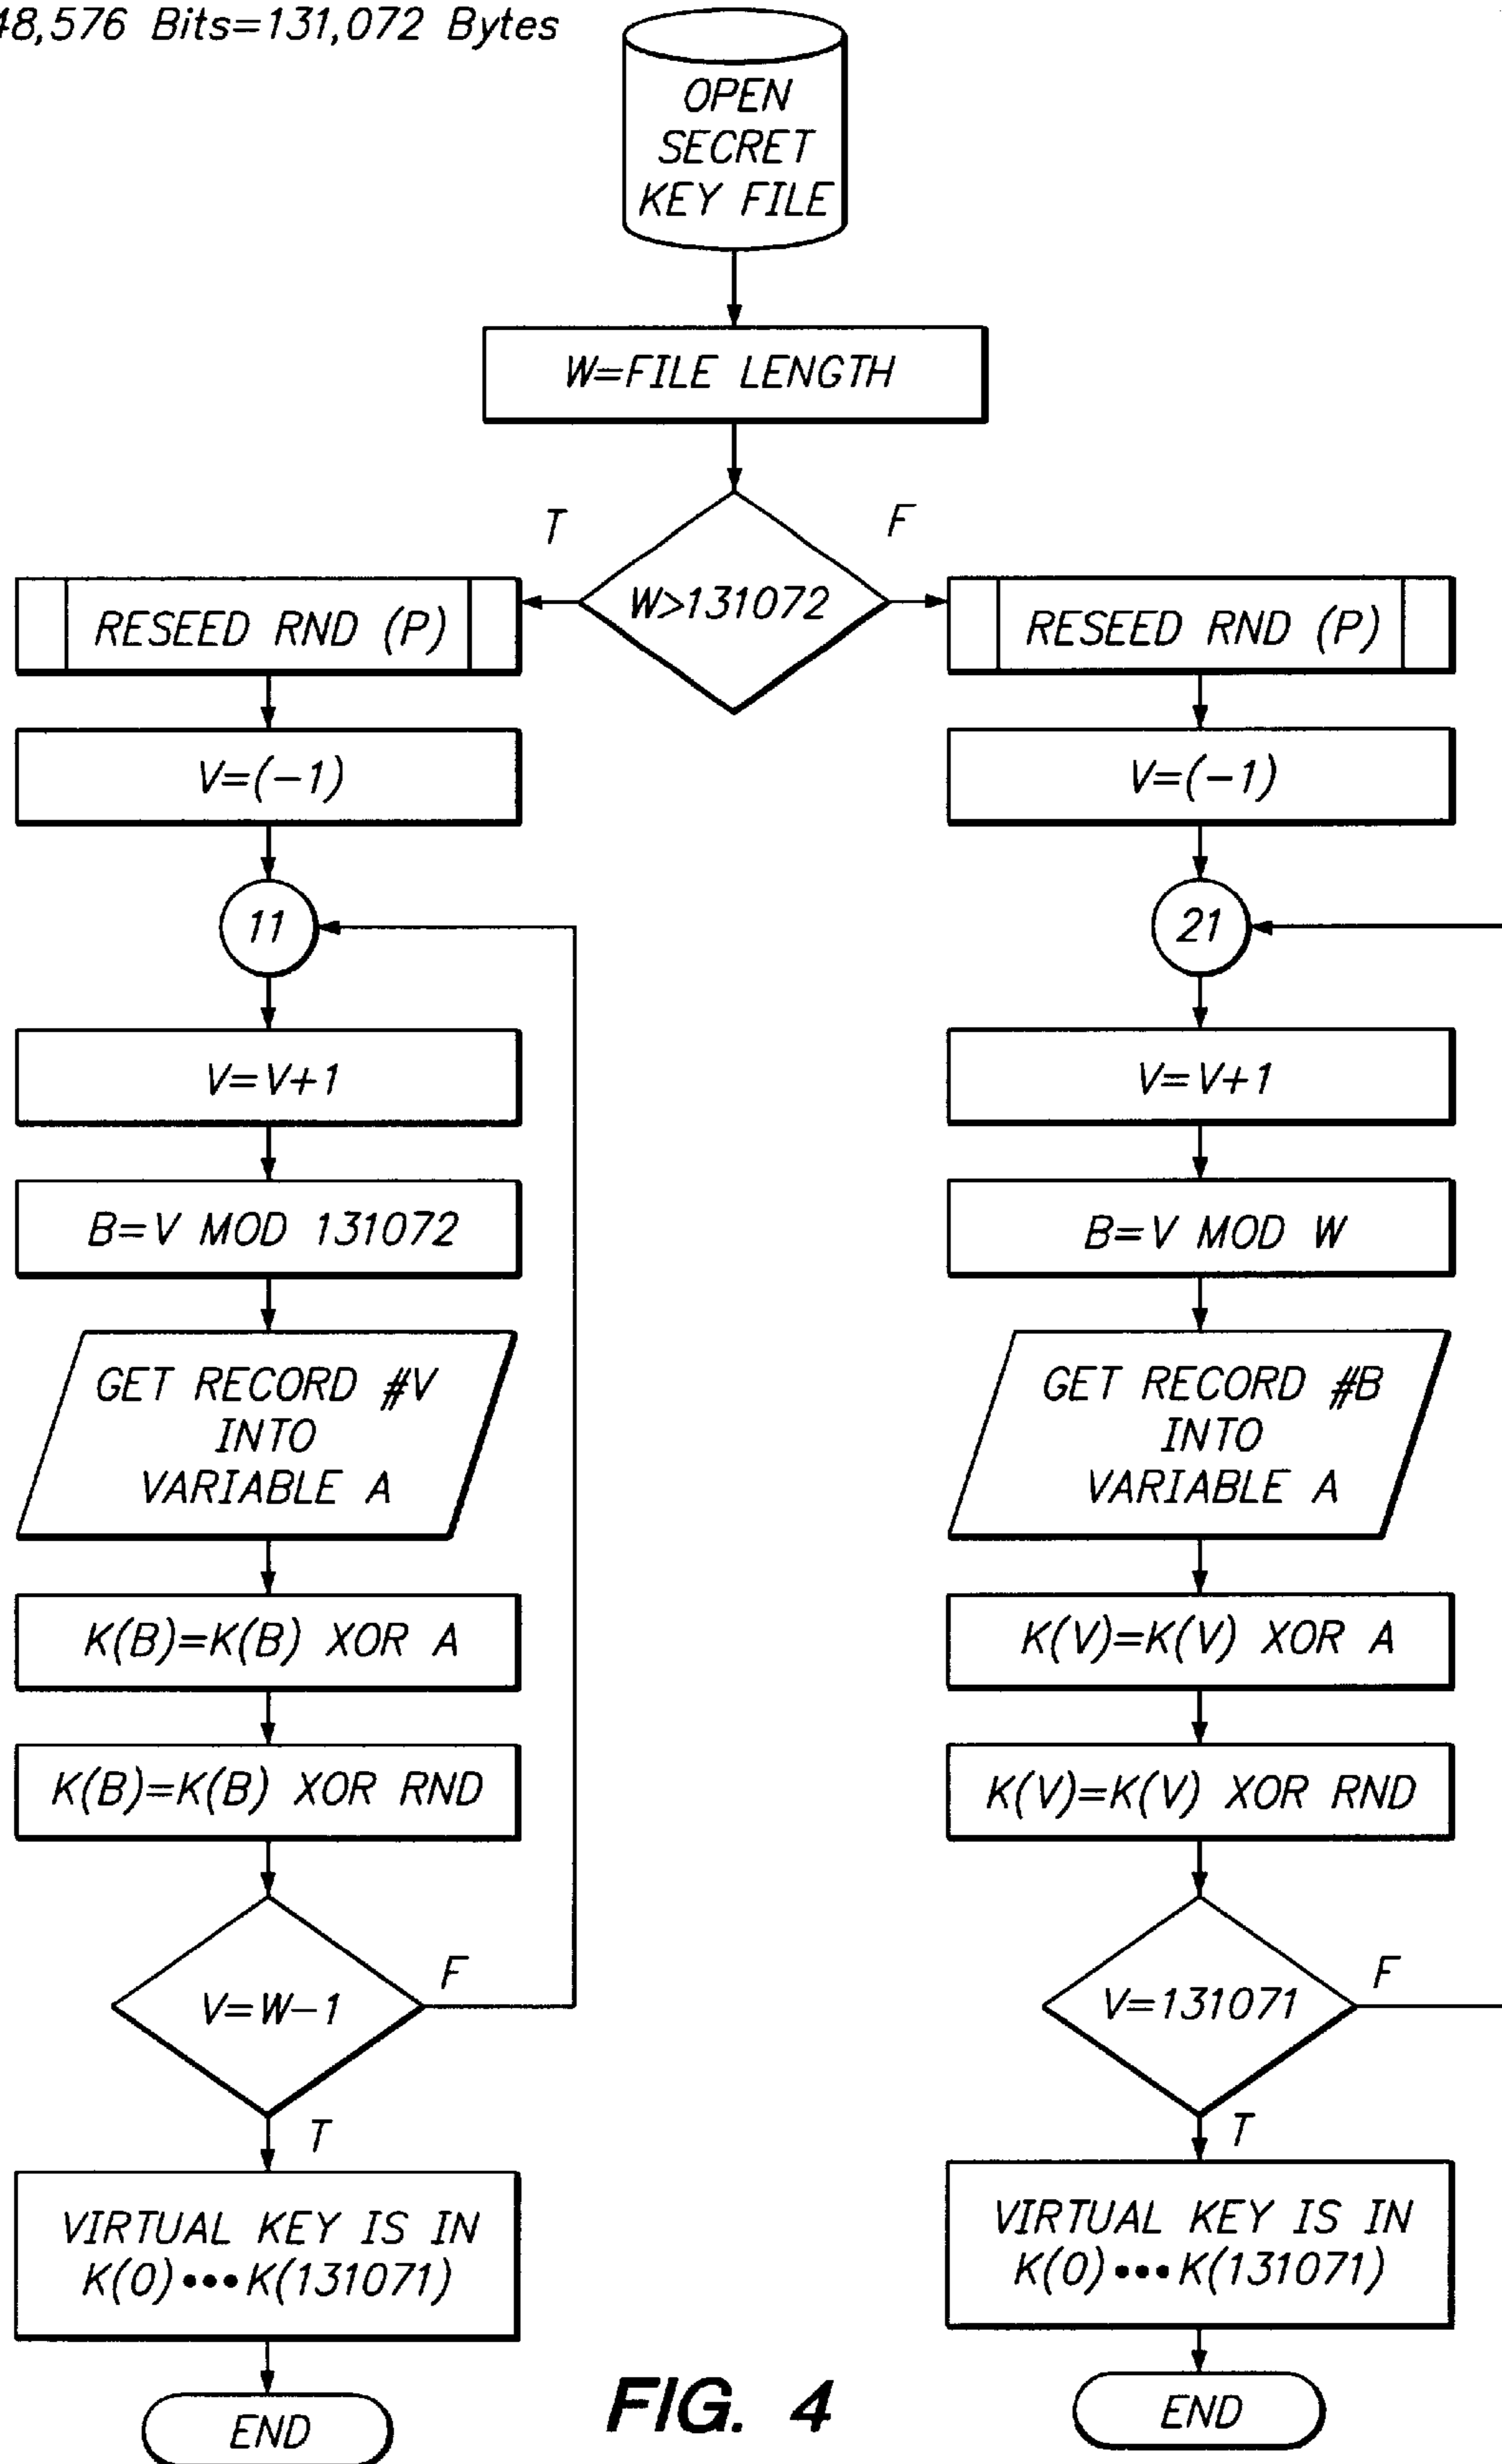 48,576 Bits=131,072 Bytes
OPEN
SECRET
KEY FILE
W=FILE LENGTH
T
F
W>131072
RESEED RND (P)
V=(-1)
11
V=V+1
B=V MOD 131072
GET RECORD #V
INTO
VARIABLE A
K(B)=K(B) XOR A
K(B)=K(B) XOR RND
V=W-1
F
T
VIRTUAL KEY IS IN
K(0)•••K(131071)
END
RESEED RND (P)
V=(-1)
21
V=V+1
B=V MOD W
GET RECORD #B
INTO
VARIABLE A
K(V)=K(V) XOR A
K(V)=K(V) XOR RND
V=131071
F
T
VIRTUAL KEY IS IN
K(0)•••K(131071)
END
FIG. 4